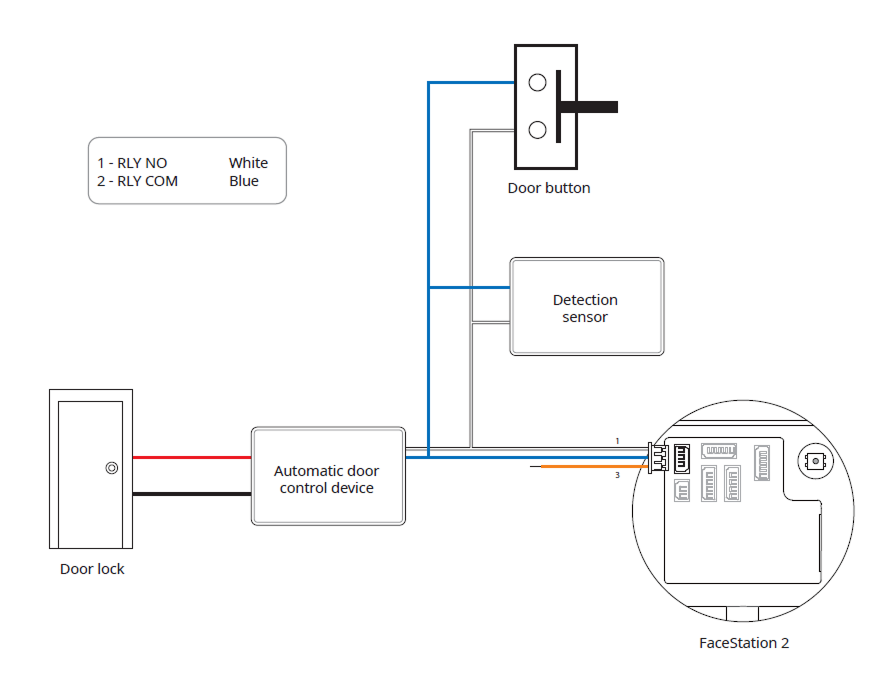 Door button
1 - RLY NO White
2 - RLY COM Blue
Detection
sensor
1
3
Automatic door
control device
Door lock
FaceStation 2